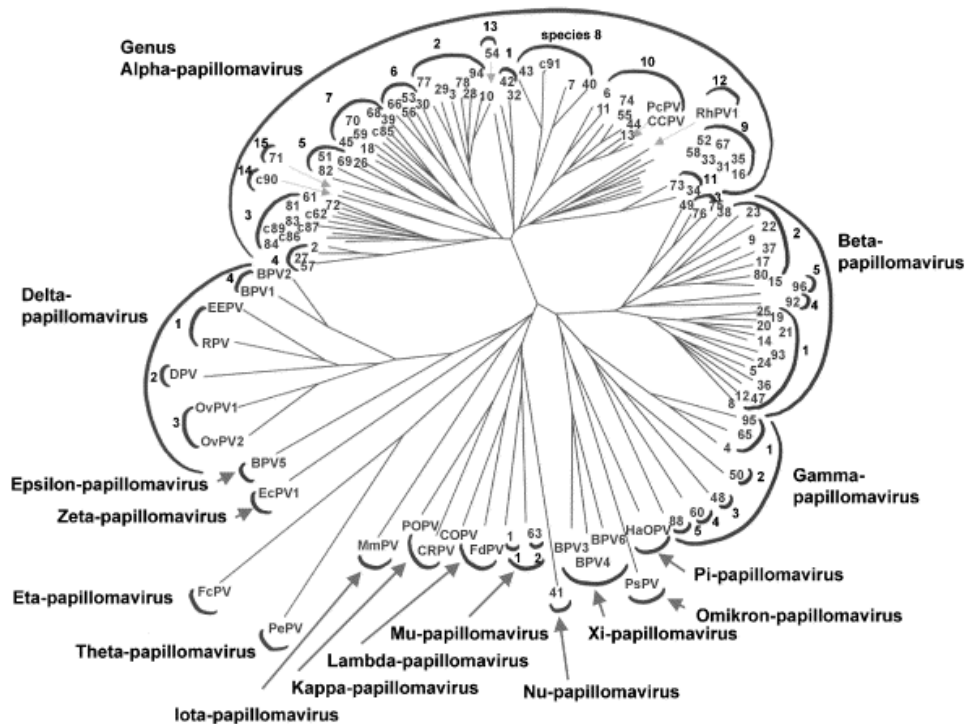 Genus
Alpha-papillomavirus
13
54
2
1
species 8
94
42
43
c91
7
40
10
12
77
29
3
78
28
10
32
6
11
74
55
44
13
PcPV
CCPV
RhPV1
6
66
53
56
30
7
70
68
39
59
c85
45
18
5
51
82
69
26
15
71
14
c90
9
52
67
58
33
31
35
16
11
73
34
3
61
81
c62
72
83
c89
c87
c86
84
4
2
27
57
3
49
75
76
38
23
22
2
9
37
17
80
15
5
96
92
4
Beta-
papillomavirus
25
19
20
21
14
1
93
24
5
36
12
47
8
Delta-
papillomavirus
4
BPV2
BPV1
1
EEPV
RPV
2
DPV
OvPV1
3
OvPV2
95
65
4
1
50
2
48
3
60
4
88
5
Gamma-
papillomavirus
Epsilon-papillomavirus
BPV5
Zeta-papillomavirus
EcPV1
Eta-papillomavirus
FcPV
Theta-papillomavirus
PePV
MmPV
POPV
CRPV
COPV
FdPV
1
63
1
2
41
BPV3
BPV4
BPV6
HaOPV
PsPV
Pi-papillomavirus
Omikron-papillomavirus
Xi-papillomavirus
Mu-papillomavirus
Lambda-papillomavirus
Kappa-papillomavirus
Nu-papillomavirus
Iota-papillomavirus